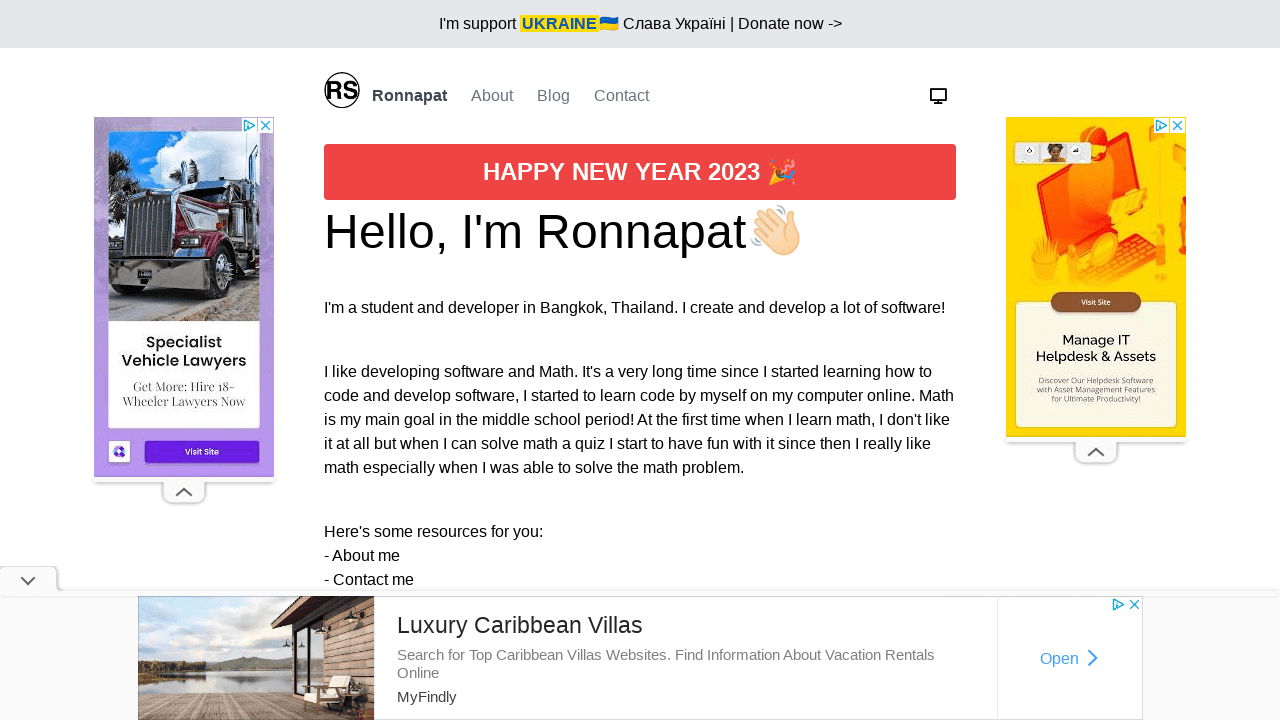 I'm support UKRAINE🇺🇦 Слава Україні | Donate now ->
RS Ronnapat About Blog Contact
HAPPY NEW YEAR 2023 🎉
Hello, I'm Ronnapat👋🏻
I'm a student and developer in Bangkok, Thailand. I create and develop a lot of software!
I like developing software and Math. It's a very long time since I started learning how to
code and develop software, I started to learn code by myself on my computer online. Math
is my main goal in the middle school period! At the first time when I learn math, I don't like
it at all but when I can solve math a quiz I start to have fun with it since then I really like
math especially when I was able to solve the math problem.
Here's some resources for you:
- About me
- Contact me
Specialist
Vehicle Lawyers
Get More; Hire 18-
Wheeler Lawyers Now
Visit Site
Visit Site
Manage IT
Helpdesk & Assets
Discover Our Helpdesk Software
with Asset Management Features
for Ultimate Productivity!
Luxury Caribbean Villas
Search for Top Caribbean Villas Websites. Find Information About Vacation Rentals
Online
MyFindly
Open